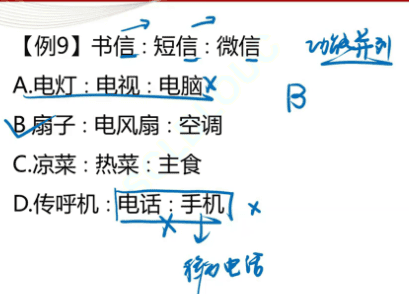 【例9】书信：短信：微信 功能并列
A.电灯：电视：电脑 ×
B.扇子：电风扇：空调 B
C.凉菜：热菜：主食
D.传呼机：电话：手机 ×
×
移动电话